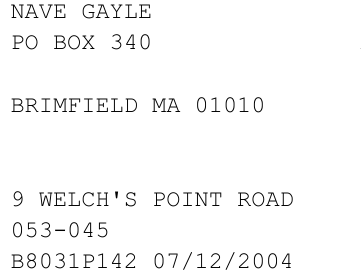 NAVE GAYLE
PO BOX 340
BRIMFIELD MA 01010
9 WELCH'S POINT ROAD
053-045
B8031P142 07/12/2004